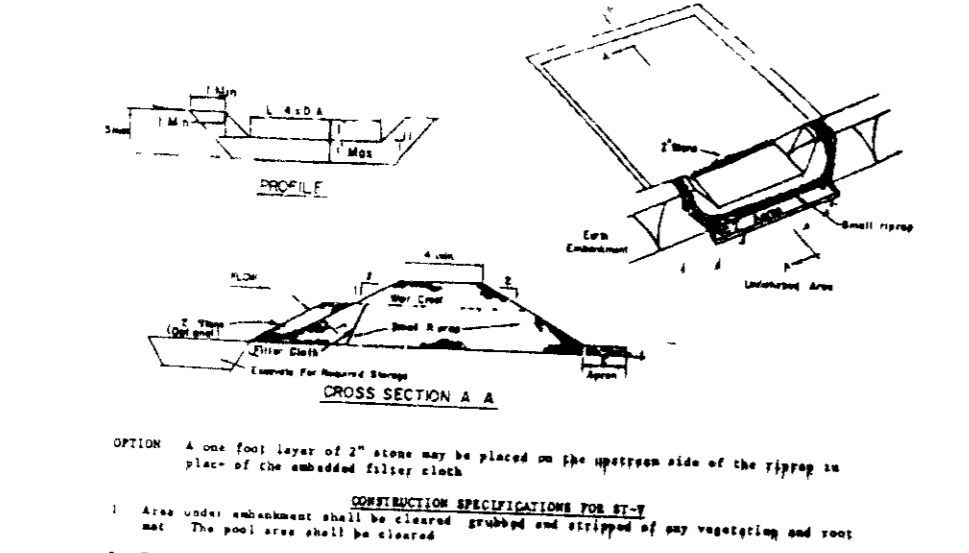 1 Min
L 4 x D A
1 Min
5 max
1
1
1
Max
PROFILE
A
2" Stone
Small riprap
Earth
Embankment
A
Undisturbed Area
4 min.
FLOW
2
1
2
Weir Crest
2" Stone
(Optional)
Small Riprap
Filter Cloth
Excavate For Required Storage
Apron
CROSS SECTION A A
OPTION A one foot layer of 2" stone may be placed on the upstream side of the riprap in
place of the embedded filter cloth
CONSTRUCTION SPECIFICATIONS FOR ST-V
1 Area under embankment shall be cleared grubbed and stripped of any vegetation and root
mat The pool area shall be cleared